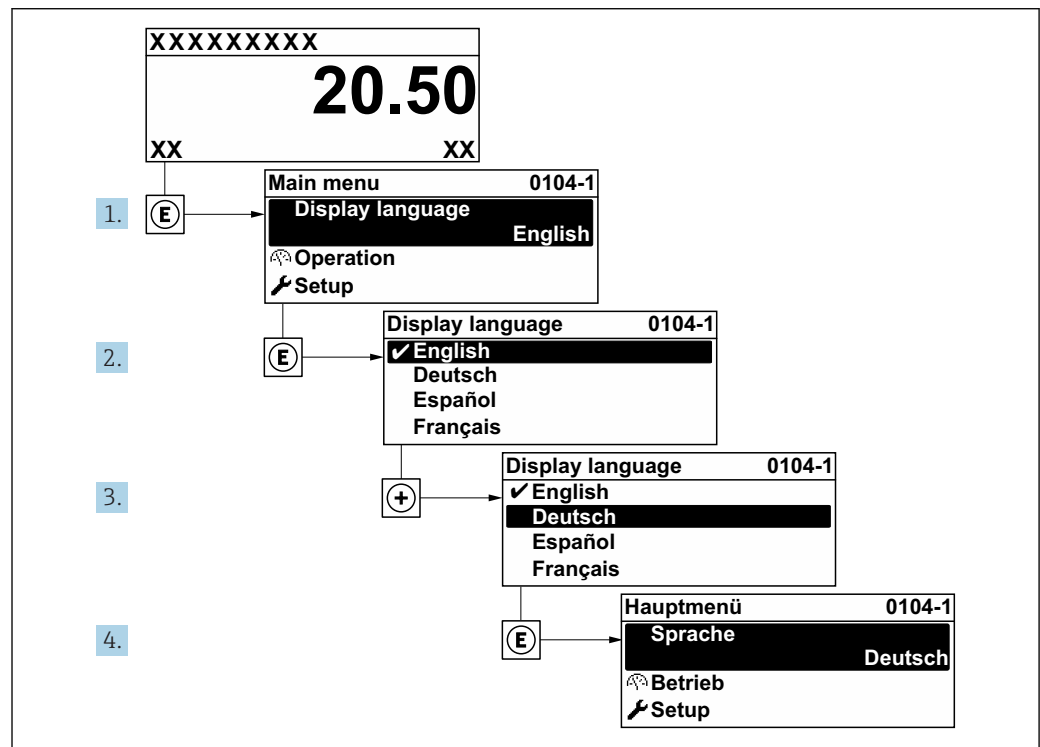 XXXXXXXXX
20.50
XX XX
1. E
Main menu 0104-1
Display language
English
Operation
Setup
2. E
Display language 0104-1
✔ English
Deutsch
Español
Français
3. +
Display language 0104-1
✔ English
Deutsch
Español
Français
4. E
Hauptmenü 0104-1
Sprache
Deutsch
Betrieb
Setup